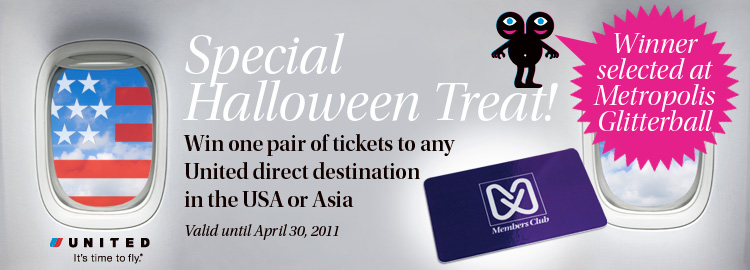 Special
Halloween Treat!
Win one pair of tickets to any
United direct destination
in the USA or Asia
Valid until April 30, 2011
Winner
selected at
Metropolis
Glitterball
Members Club
UNITED
It's time to fly.®